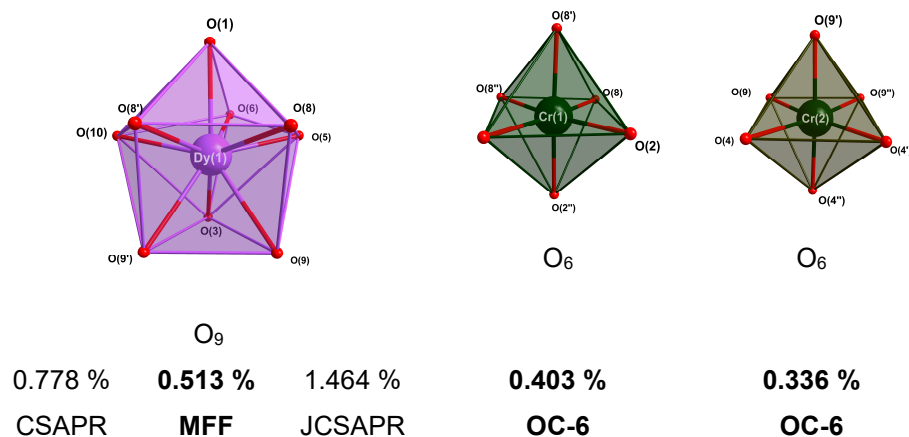 O(1)
O(8')
O(6)
O(8)
O(10)
O(5)
Dy(1)
O(3)
O(9')
O(9)
O(8')
O(8'')
O(8)
Cr(1)
O(2)
O(2'')
O(9')
O(9)
O(9'')
Cr(2)
O(4)
O(4'
O(4'')
O₆
O₆
O₉
0.778 % 0.513 % 1.464 % 0.403 % 0.336 %
CSAPR MFF JCSAPR OC-6 OC-6